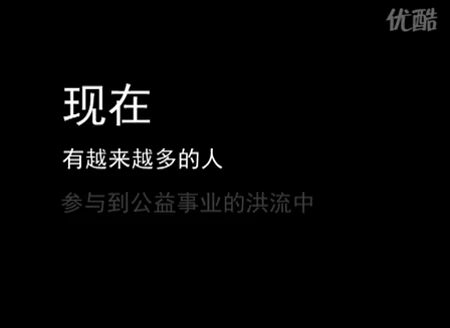 优酷
现在
有越来越多的人
参与到公益事业的洪流中